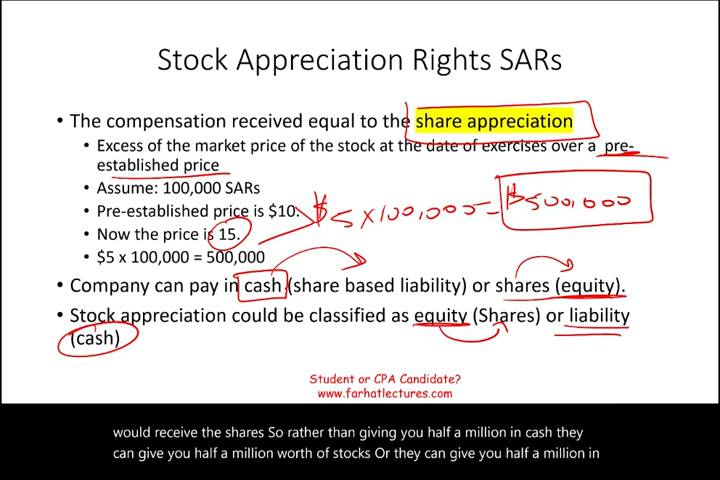 Stock Appreciation Rights SARs
• The compensation received equal to the share appreciation
• Excess of the market price of the stock at the date of exercises over a pre-
established price
• Assume: 100,000 SARs
• Pre-established price is $10.
• Now the price is 15.
• $5 x 100,000 = 500,000
$5 x 100,000 = $500,000
• Company can pay in cash (share based liability) or shares (equity).
• Stock appreciation could be classified as equity (Shares) or liability
(cash)
Student or CPA Candidate?
www.farhatlectures.com
would receive the shares So rather than giving you half a million in cash they
can give you half a million worth of stocks Or they can give you half a million in